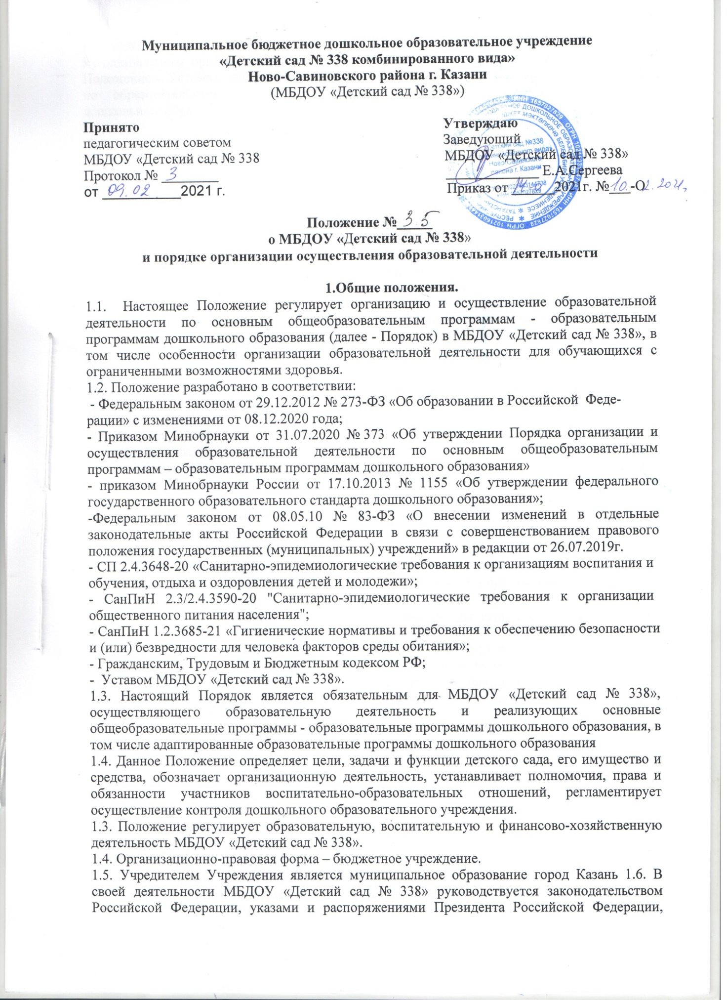 Муниципальное бюджетное дошкольное образовательное учреждение
«Детский сад № 338 комбинированного вида»
Ново-Савиновского района г. Казани
(МБДОУ «Детский сад № 338»)
Принято
педагогическим советом
МБДОУ «Детский сад № 338
Протокол № 3
от 09.02 2021 г.
Утверждаю
Заведующий
МБДОУ «Детский сад № 338»
Е.А.Сергеева
Приказ от 2021г. № 10.-О2.2021,
Положение № 35
о МБДОУ «Детский сад № 338»
и порядке организации осуществления образовательной деятельности
1.Общие положения.
1.1. Настоящее Положение регулирует организацию и осуществление образовательной
деятельности по основным общеобразовательным программам - образовательным
программам дошкольного образования (далее - Порядок) в МБДОУ «Детский сад № 338», в
том числе особенности организации образовательной деятельности для обучающихся с
ограниченными возможностями здоровья.
1.2. Положение разработано в соответствии:
- Федеральным законом от 29.12.2012 № 273-ФЗ «Об образовании в Российской Феде-
рации» с изменениями от 08.12.2020 года;
- Приказом Минобрнауки от 31.07.2020 № 373 «Об утверждении Порядка организации и
осуществления образовательной деятельности по основным общеобразовательным
программам – образовательным программам дошкольного образования»
- приказом Минобрнауки России от 17.10.2013 № 1155 «Об утверждении федерального
государственного образовательного стандарта дошкольного образования»;
-Федеральным законом от 08.05.10 № 83-ФЗ «О внесении изменений в отдельные
законодательные акты Российской Федерации в связи с совершенствованием правового
положения государственных (муниципальных) учреждений» в редакции от 26.07.2019г.
- СП 2.4.3648-20 «Санитарно-эпидемиологические требования к организациям воспитания и
обучения, отдыха и оздоровления детей и молодежи»;
- СанПиН 2.3/2.4.3590-20 "Санитарно-эпидемиологические требования к организации
общественного питания населения";
- СанПиН 1.2.3685-21 «Гигиенические нормативы и требования к обеспечению безопасности
и (или) безвредности для человека факторов среды обитания»;
- Гражданским, Трудовым и Бюджетным кодексом РФ;
- Уставом МБДОУ «Детский сад № 338».
1.3. Настоящий Порядок является обязательным для МБДОУ «Детский сад № 338»,
осуществляющего образовательную деятельность и реализующих основные
общеобразовательные программы - образовательные программы дошкольного образования, в
том числе адаптированные образовательные программы дошкольного образования
1.4. Данное Положение определяет цели, задачи и функции детского сада, его имущество и
средства, обозначает организационную деятельность, устанавливает полномочия, права и
обязанности участников воспитательно-образовательных отношений, регламентирует
осуществление контроля дошкольного образовательного учреждения.
1.3. Положение регулирует образовательную, воспитательную и финансово-хозяйственную
деятельность МБДОУ «Детский сад № 338».
1.4. Организационно-правовая форма – бюджетное учреждение.
1.5. Учредителем Учреждения является муниципальное образование город Казань 1.6. В
своей деятельности МБДОУ «Детский сад № 338» руководствуется законодательством
Российской Федерации, указами и распоряжениями Президента Российской Федерации,